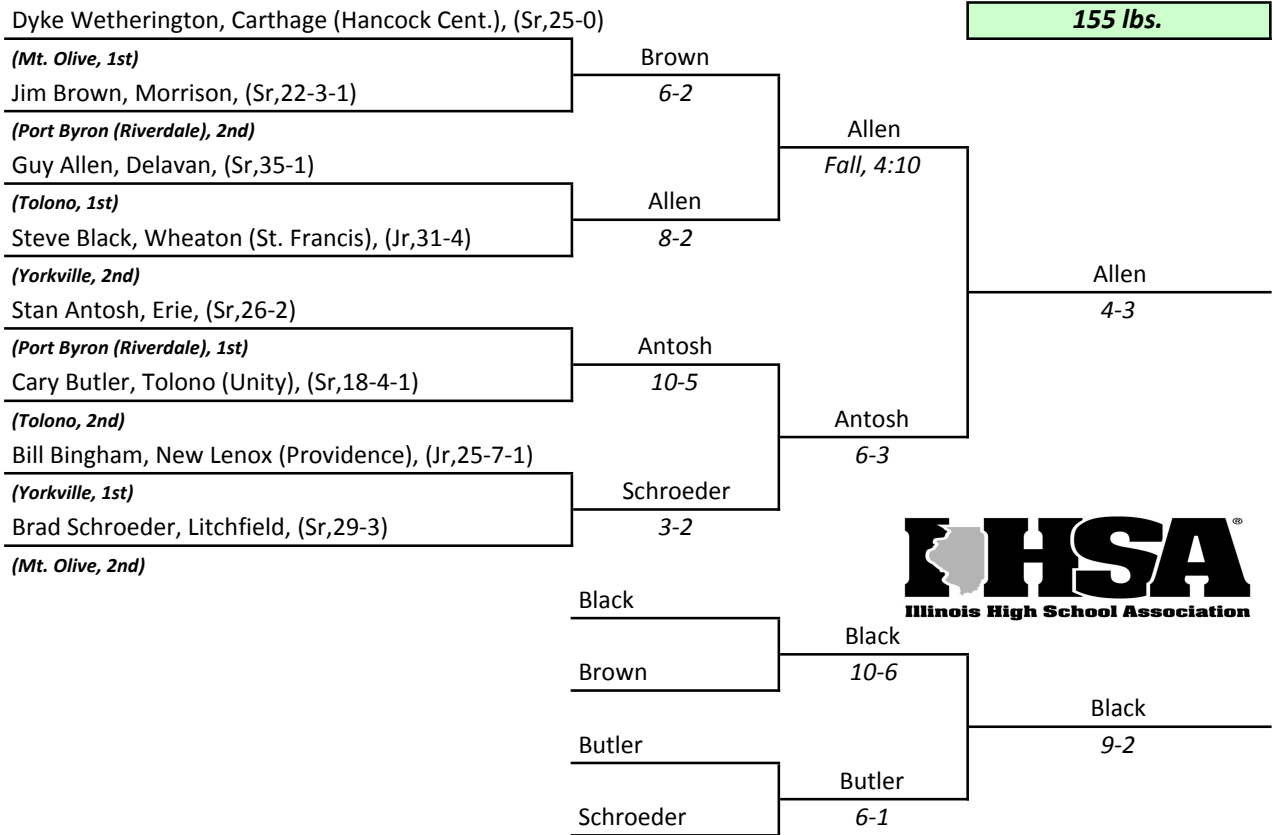 Dyke Wetherington, Carthage (Hancock Cent.), (Sr,25-0)
155 lbs.
(Mt. Olive, 1st)
Brown
Jim Brown, Morrison, (Sr,22-3-1)
6-2
(Port Byron (Riverdale), 2nd)
Allen
Guy Allen, Delavan, (Sr,35-1)
Fall, 4:10
(Tolono, 1st)
Allen
Steve Black, Wheaton (St. Francis), (Jr,31-4)
8-2
(Yorkville, 2nd)
Allen
Stan Antosh, Erie, (Sr,26-2)
4-3
(Port Byron (Riverdale), 1st)
Antosh
Cary Butler, Tolono (Unity), (Sr,18-4-1)
10-5
(Tolono, 2nd)
Antosh
Bill Bingham, New Lenox (Providence), (Jr,25-7-1)
6-3
(Yorkville, 1st)
Schroeder
Brad Schroeder, Litchfield, (Sr,29-3)
3-2
(Mt. Olive, 2nd)
IHSA®
Illinois High School Association
Black
Black
Brown
10-6
Black
Butler
9-2
Butler
Schroeder
6-1